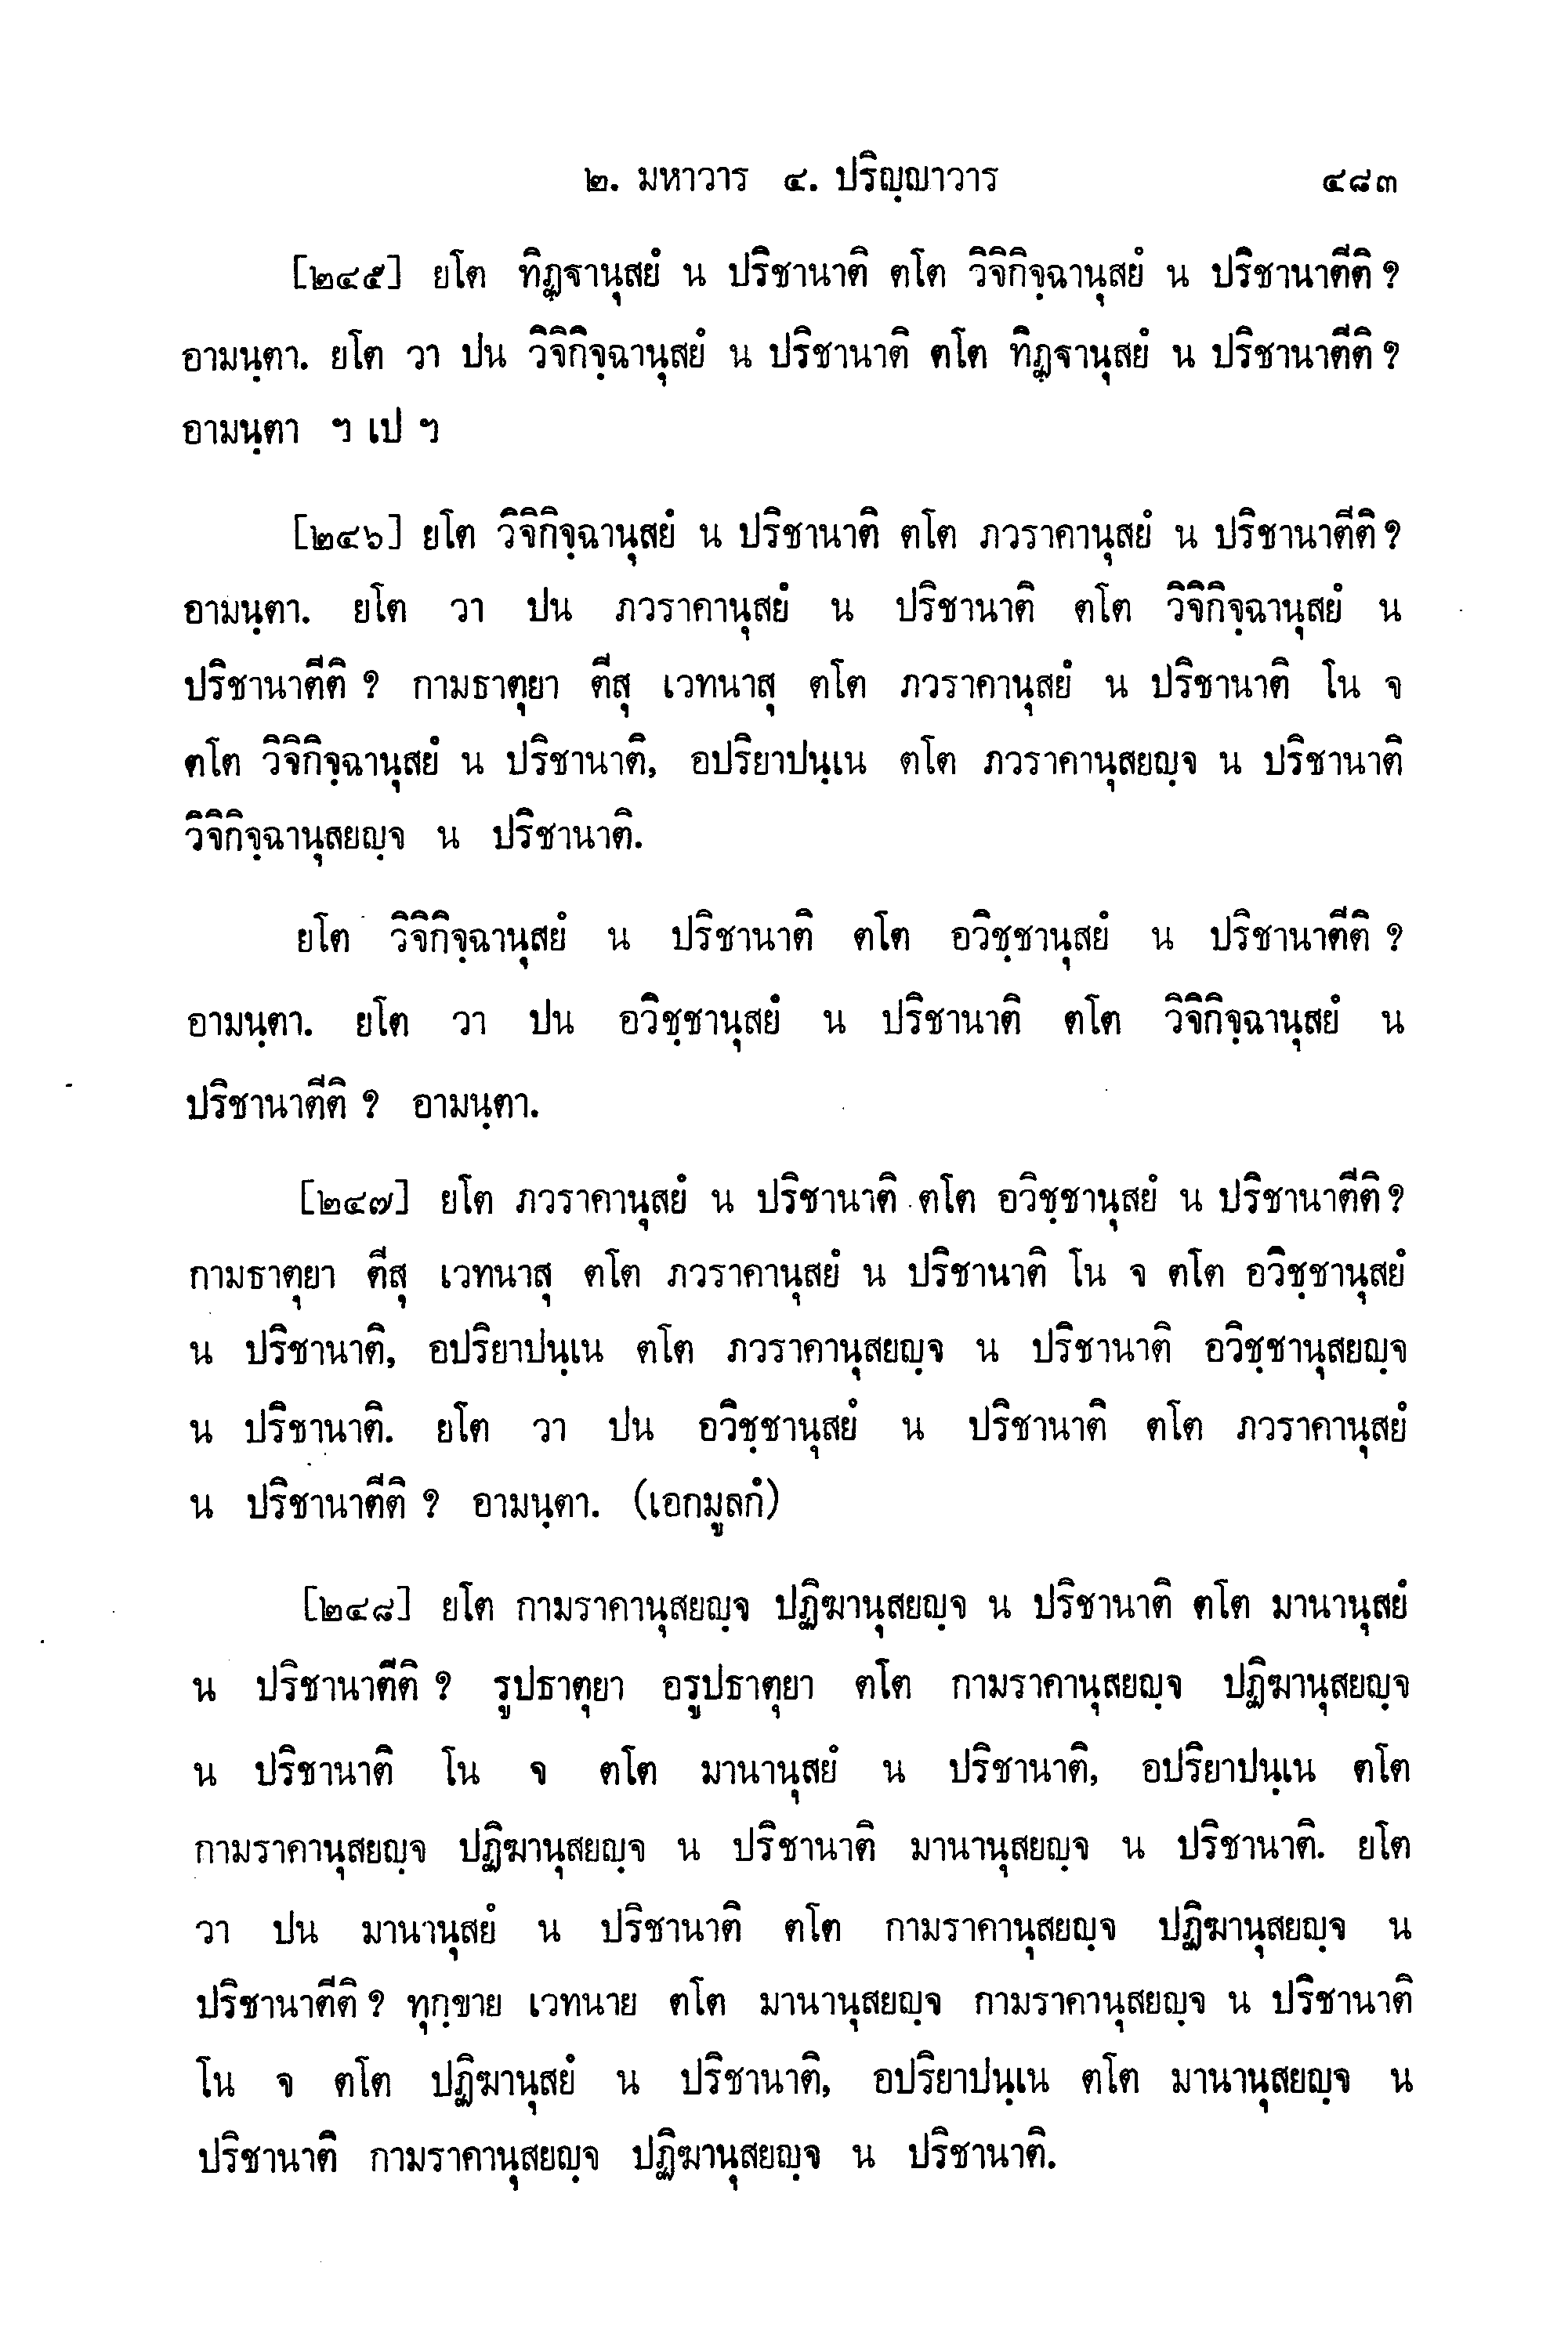 ๒. มหาวาร ๔. ปริญฺญาวาร ๔๘๓
[๒๔๕] ยโต ทิฏฺฐานุสยํ น ปริชานาติ ตโต วิจิกิจฺฉานุสยํ น ปริชานาตีติ ?
อามนฺตา. ยโต วา ปน วิจิกิจฺฉานุสยํ น ปริชานาติ ตโต ทิฏฺฐานุสยํ น ปริชานาตีติ ?
อามนฺตา ฯ เป ฯ
[๒๔๖] ยโต วิจิกิจฺฉานุสยํ น ปริชานาติ ตโต ภวราคานุสยํ น ปริชานาตีติ ?
อามนฺตา. ยโต วา ปน ภวราคานุสยํ น ปริชานาติ ตโต วิจิกิจฺฉานุสยํ น
ปริชานาตีติ ? กามธาตุยา ตีสุ เวทนาสุ ตโต ภวราคานุสยํ น ปริชานาติ โน จ
ตโต วิจิกิจฺฉานุสยํ น ปริชานาติ, อปริยาปนฺเน ตโต ภวราคานุสยญฺจ น ปริชานาติ
วิจิกิจฺฉานุสยญฺจ น ปริชานาติ.
ยโต วิจิกิจฺฉานุสยํ น ปริชานาติ ตโต อวิชฺชานุสยํ น ปริชานาตีติ ?
อามนฺตา. ยโต วา ปน อวิชฺชานุสยํ น ปริชานาติ ตโต วิจิกิจฺฉานุสยํ น
ปริชานาตีติ ? อามนฺตา.
[๒๔๗] ยโต ภวราคานุสยํ น ปริชานาติ ตโต อวิชฺชานุสยํ น ปริชานาตีติ ?
กามธาตุยา ตีสุ เวทนาสุ ตโต ภวราคานุสยํ น ปริชานาติ โน จ ตโต อวิชฺชานุสยํ
น ปริชานาติ, อปริยาปนฺเน ตโต ภวราคานุสยญฺจ น ปริชานาติ อวิชฺชานุสยญฺจ
น ปริชานาติ. ยโต วา ปน อวิชฺชานุสยํ น ปริชานาติ ตโต ภวราคานุสยํ
น ปริชานาตีติ ? อามนฺตา. (เอกมูลกํ)
[๒๔๘] ยโต กามราคานุสยญฺจ ปฏิฆานุสยญฺจ น ปริชานาติ ตโต มานานุสยํ
น ปริชานาตีติ ? รูปธาตุยา อรูปธาตุยา ตโต กามราคานุสยญฺจ ปฏิฆานุสยญฺจ
น ปริชานาติ โน จ ตโต มานานุสยํ น ปริชานาติ, อปริยาปนฺเน ตโต
กามราคานุสยญฺจ ปฏิฆานุสยญฺจ น ปริชานาติ มานานุสยญฺจ น ปริชานาติ. ยโต
วา ปน มานานุสยํ น ปริชานาติ ตโต กามราคานุสยญฺจ ปฏิฆานุสยญฺจ น
ปริชานาตีติ ? ทุกฺขาย เวทนาย ตโต มานานุสยญฺจ กามราคานุสยญฺจ น ปริชานาติ
โน จ ตโต ปฏิฆานุสยํ น ปริชานาติ, อปริยาปนฺเน ตโต มานานุสยญฺจ น
ปริชานาติ กามราคานุสยญฺจ ปฏิฆานุสยญฺจ น ปริชานาติ.